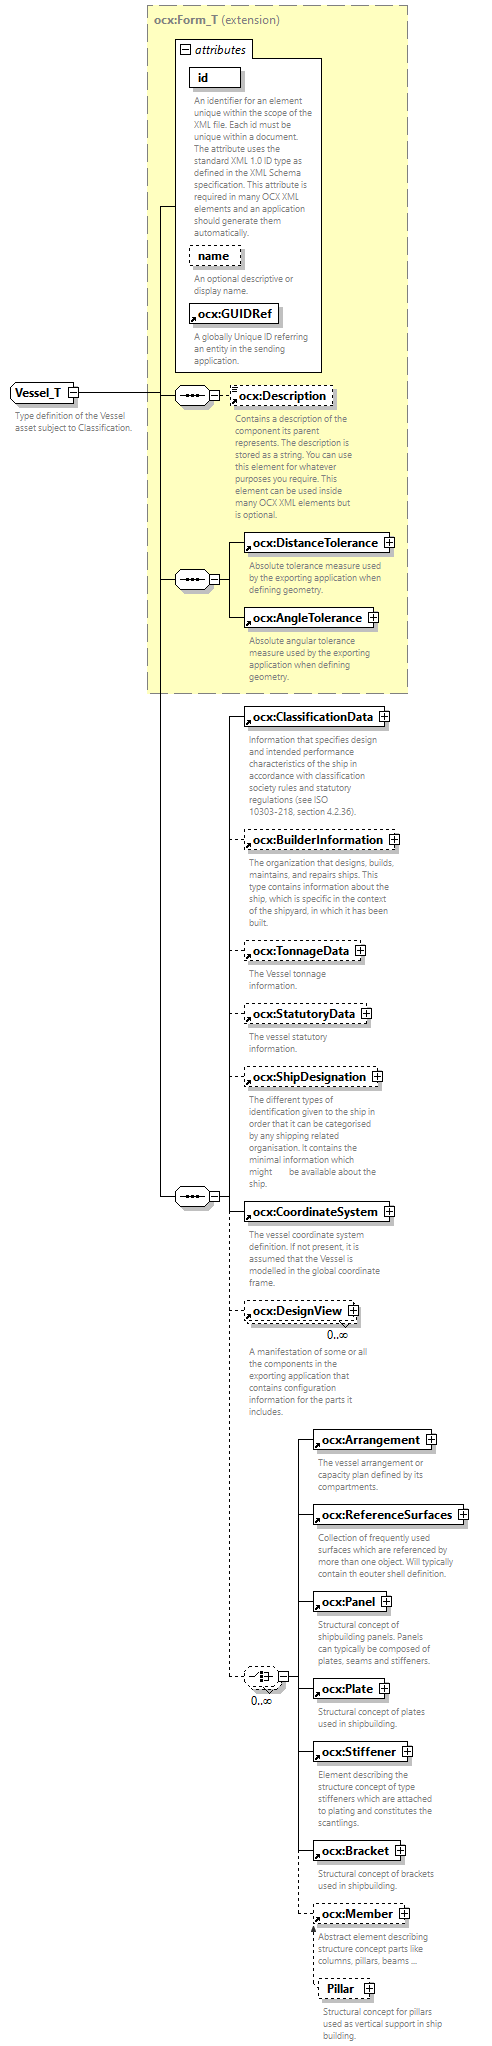 ocx:Form_T (extension)
attributes
id
An identifier for an element
unique within the scope of the
XML file. Each id must be
unique within a document.
The attribute uses the
standard XML 1.0 ID type as
defined in the XML Schema
specification. This attribute is
required in many OCX XML
elements and an application
should generate them
automatically.
name
An optional descriptive or
display name.
ocx:GUIDRef
A globally Unique ID referring
an entity in the sending
application.
Vessel_T
Type definition of the Vessel
asset subject to Classification.
ocx:Description
Contains a description of the
component its parent
represents. The description is
stored as a string. You can use
this element for whatever
purposes you require. This
element can be used inside
many OCX XML elements but
is optional.
ocx:DistanceTolerance
Absolute tolerance measure used
by the exporting application when
defining geometry.
ocx:AngleTolerance
Absolute angular tolerance
measure used by the exporting
application when defining
geometry.
ocx:ClassificationData
Information that specifies design
and intended performance
characteristics of the ship in
accordance with classification
society rules and statutory
regulations (see ISO
10303-218, section 4.2.36).
ocx:BuilderInformation
The organization that designs, builds,
maintains, and repairs ships. This
type contains information about the
ship, which is specific in the context
of the shipyard, in which it has been
built.
ocx:TonnageData
The Vessel tonnage
information.
ocx:StatutoryData
The vessel statutory
information.
ocx:ShipDesignation
The different types of
identification given to the ship in
order that it can be categorised
by any shipping related
organisation. It contains the
minimal information which
might be available about the
ship.
ocx:CoordinateSystem
The vessel coordinate system
definition. If not present, it is
assumed that the Vessel is
modelled in the global coordinate
frame.
ocx:DesignView
0..∞
A manifestation of some or all
the components in the
exporting application that
contains configuration
information for the parts it
includes.
ocx:Arrangement
The vessel arrangement or
capacity plan defined by its
compartments.
ocx:ReferenceSurfaces
Collection of frequently used
surfaces which are referenced by
more than one object. Will typically
contain th eouter shell definition.
ocx:Panel
Structural concept of
shipbuilding panels. Panels
can typically be composed of
plates, seams and stiffeners.
0..∞
ocx:Plate
Structural concept of plates
used in shipbuilding.
ocx:Stiffener
Element describing the
structure concept of type
stiffeners which are attached
to plating and constitutes the
scantlings.
ocx:Bracket
Structural concept of brackets
used in shipbuilding.
ocx:Member
Abstract element describing
structure concept parts like
columns, pillars, beams ...
Pillar
Structural concept for pillars
used as vertical support in ship
building.